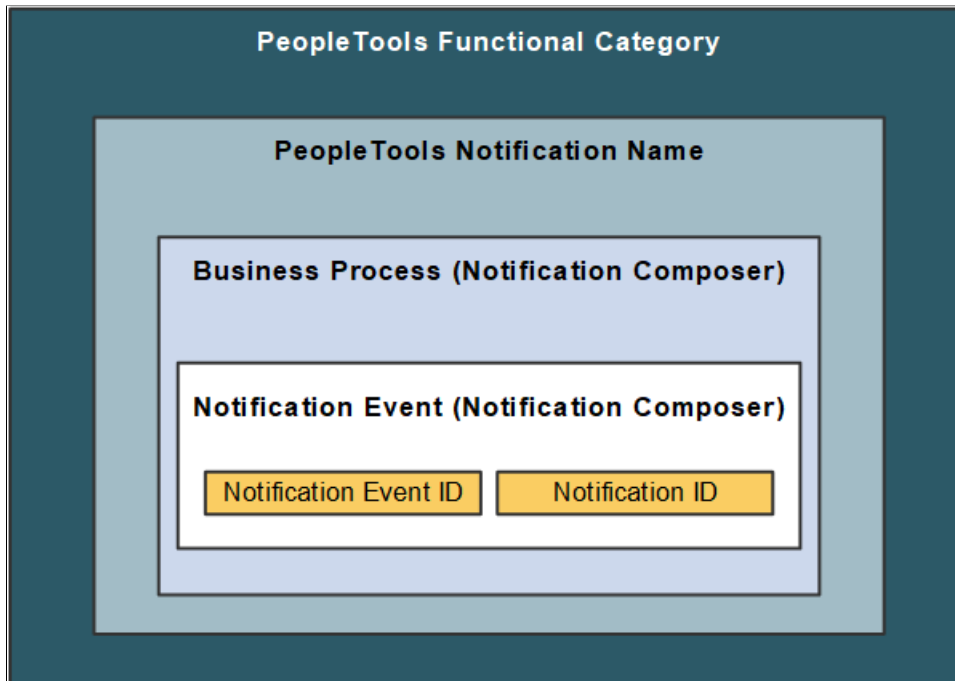 PeopleTools Functional Category
PeopleTools Notification Name
Business Process (Notification Composer)
Notification Event (Notification Composer)
Notification Event ID
Notification ID